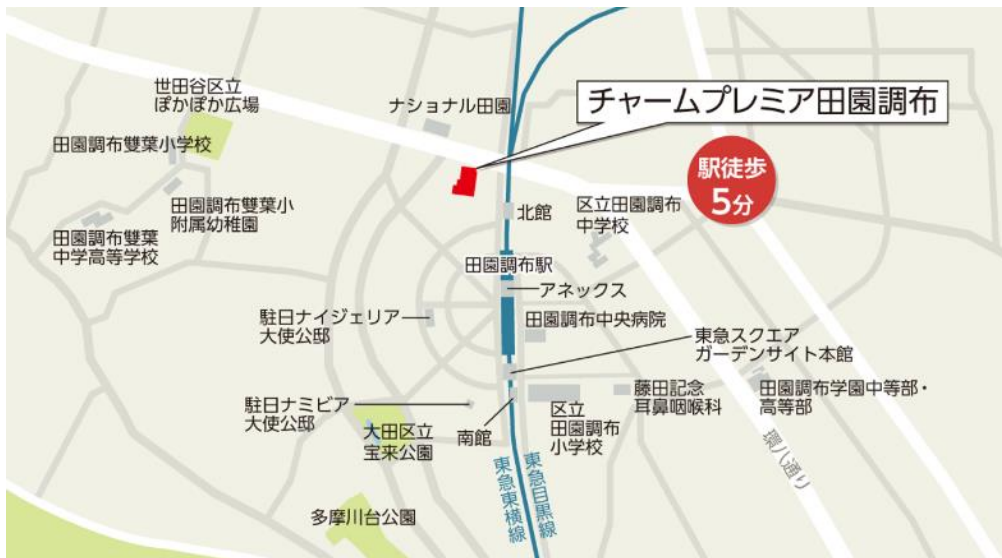 世田谷区立
ぽかぽか広場
ナショナル田園
チャームプレミア田園調布
田園調布雙葉小学校
駅徒歩
5分
田園調布雙葉小
附属幼稚園
北館
区立田園調布
中学校
田園調布雙葉
中学高等学校
田園調布駅
アネックス
駐日ナイジェリア
大使公邸
田園調布中央病院
東急スクエア
ガーデンサイト本館
駐日ナミビア
大使公邸
大田区立
宝来公園
南館
区立
田園調布
小学校
藤田記念
耳鼻咽喉科
田園調布学園中等部・
高等部
環八通り
東急東横線
東急目黒線
多摩川台公園